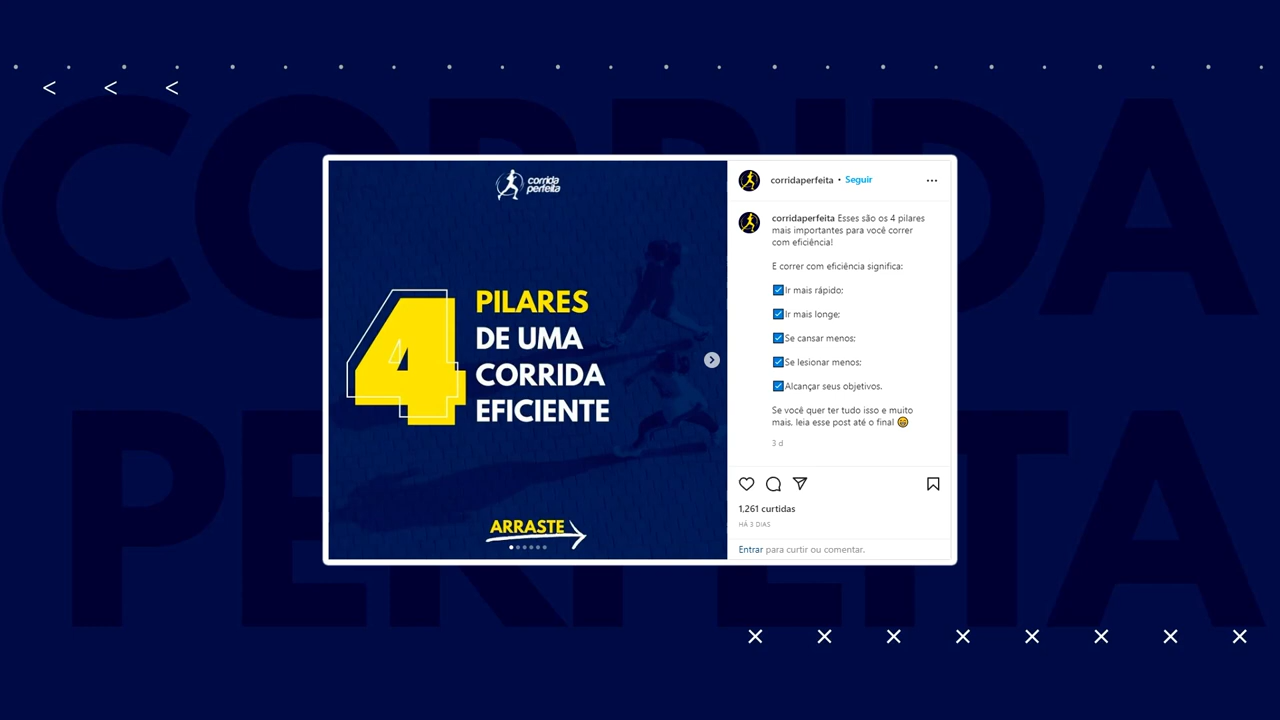 CORRIDA
PERFEITA
corrida
perfeita
4
PILARES
DE UMA
CORRIDA
EFICIENTE
ARRASTE
corridaperfeita • Seguir
corridaperfeita Esses são os 4 pilares
mais importantes para você correr
com eficiência!
E correr com eficiência significa:
Ir mais rápido;
Ir mais longe;
Se cansar menos;
Se lesionar menos;
Alcançar seus objetivos.
Se você quer ter tudo isso e muito
mais, leia esse post até o final 😁
3 d
1,261 curtidas
HÁ 3 DIAS
Entrar para curtir ou comentar.